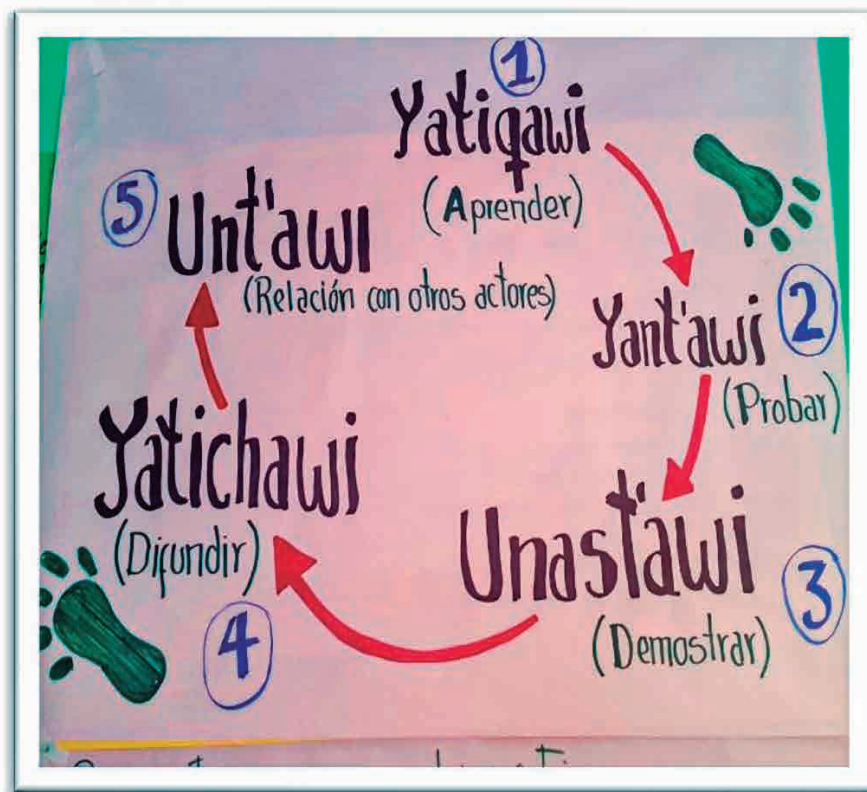 1
Yatiqawi
(Aprender)
2
Yant'awi
(Probar)
3
Unast'awi
(Demostrar)
4
Yatichawi
(Difundir)
5
Unt'awi
(Relación con otros actores)